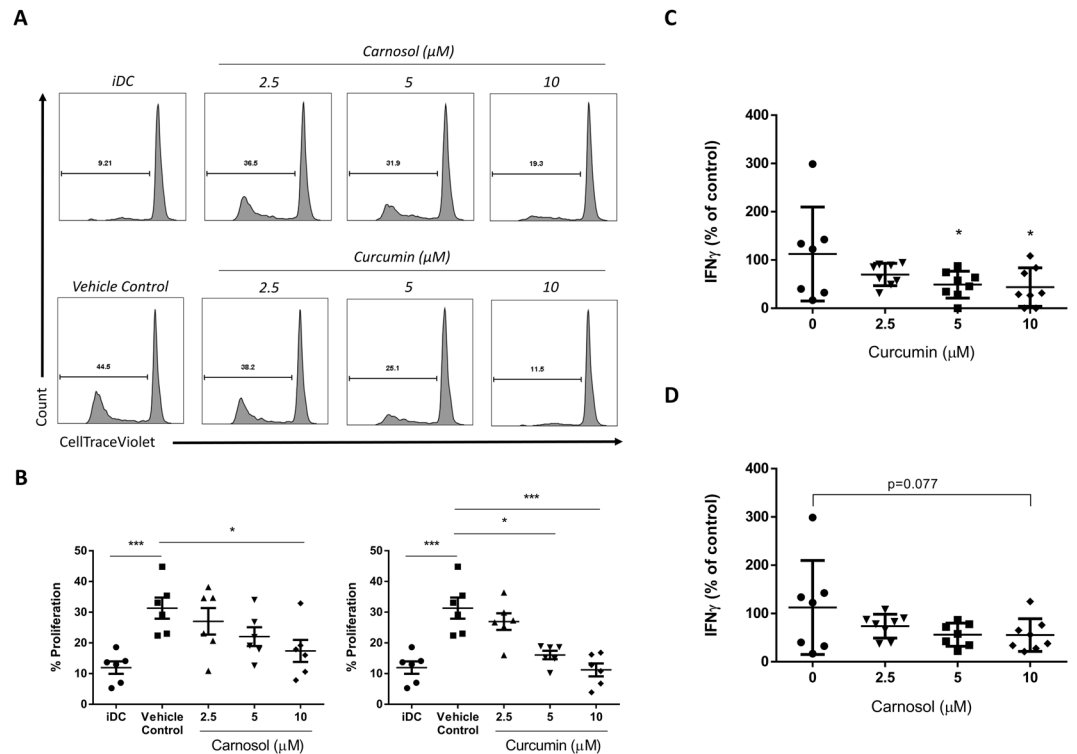 A
Carnosol (μM)
iDC
2.5
5
10
9.21
36.5
31.9
19.3
Curcumin (μM)
Vehicle Control
2.5
5
10
44.5
38.2
25.1
11.5
Count
CellTraceViolet
B
***
*
50
40
30
20
10
0
% Proliferation
iDC
Vehicle
Control
2.5
5
10
Carnosol (μM)
***
*
***
50
40
30
20
10
0
% Proliferation
iDC
Vehicle
Control
2.5
5
10
Curcumin (μM)
C
400
300
200
100
0
IFNγ (% of control)
*
*
0
2.5
5
10
Curcumin (μM)
D
400
300
200
100
0
IFNγ (% of control)
p=0.077
0
2.5
5
10
Carnosol (μM)